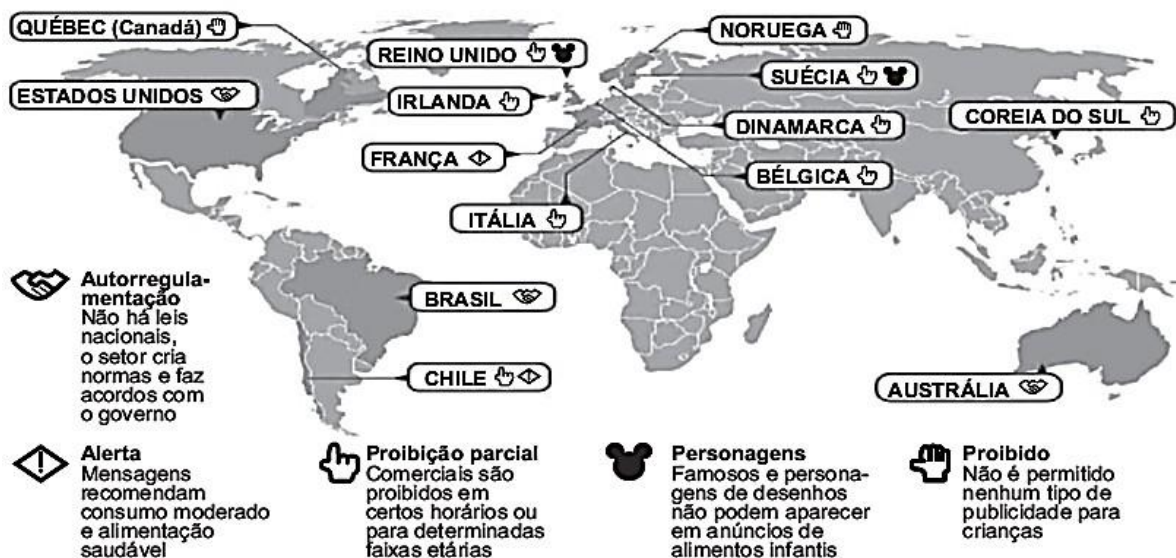 QUÉBEC (Canadá)
NORUEGA
REINO UNIDO
SUÉCIA
ESTADOS UNIDOS
IRLANDA
COREIA DO SUL
DINAMARCA
FRANÇA
BÉLGICA
ITÁLIA
BRASIL
CHILE
AUSTRÁLIA
Autorregula-
mentação
Não há leis
nacionais,
o setor cria
normas e faz
acordos com
o governo
Alerta
Mensagens
recomendam
consumo moderado
e alimentação
saudável
Proibição parcial
Comerciais são
proibidos em
certos horários ou
para determinadas
faixas etárias
Personagens
Famosos e persona-
gens de desenhos
não podem aparecer
em anúncios de
alimentos infantis
Proibido
Não é permitido
nenhum tipo de
publicidade para
crianças